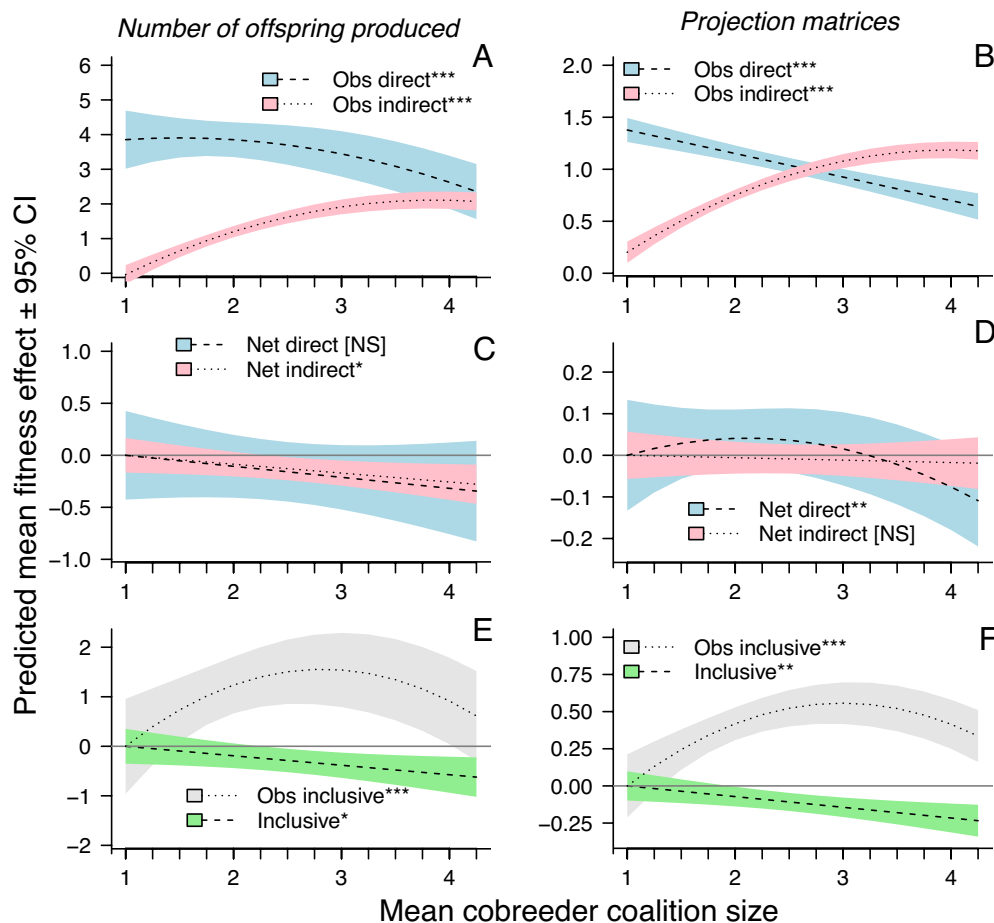 Number of offspring produced
Projection matrices
Predicted mean fitness effect ± 95% CI
A
Obs direct***
Obs indirect***
6
5
4
3
2
1
0
1
2
3
4
B
Obs direct***
Obs indirect***
2.0
1.5
1.0
0.5
0.0
1
2
3
4
C
Net direct [NS]
Net indirect*
1.0
0.5
0.0
−0.5
−1.0
1
2
3
4
D
0.2
0.1
0.0
−0.1
−0.2
Net direct**
Net indirect [NS]
1
2
3
4
E
2
1
0
−1
−2
Obs inclusive***
Inclusive*
1
2
3
4
F
Obs inclusive***
Inclusive**
1.00
0.75
0.50
0.25
0.00
−0.25
1
2
3
4
Mean cobreeder coalition size